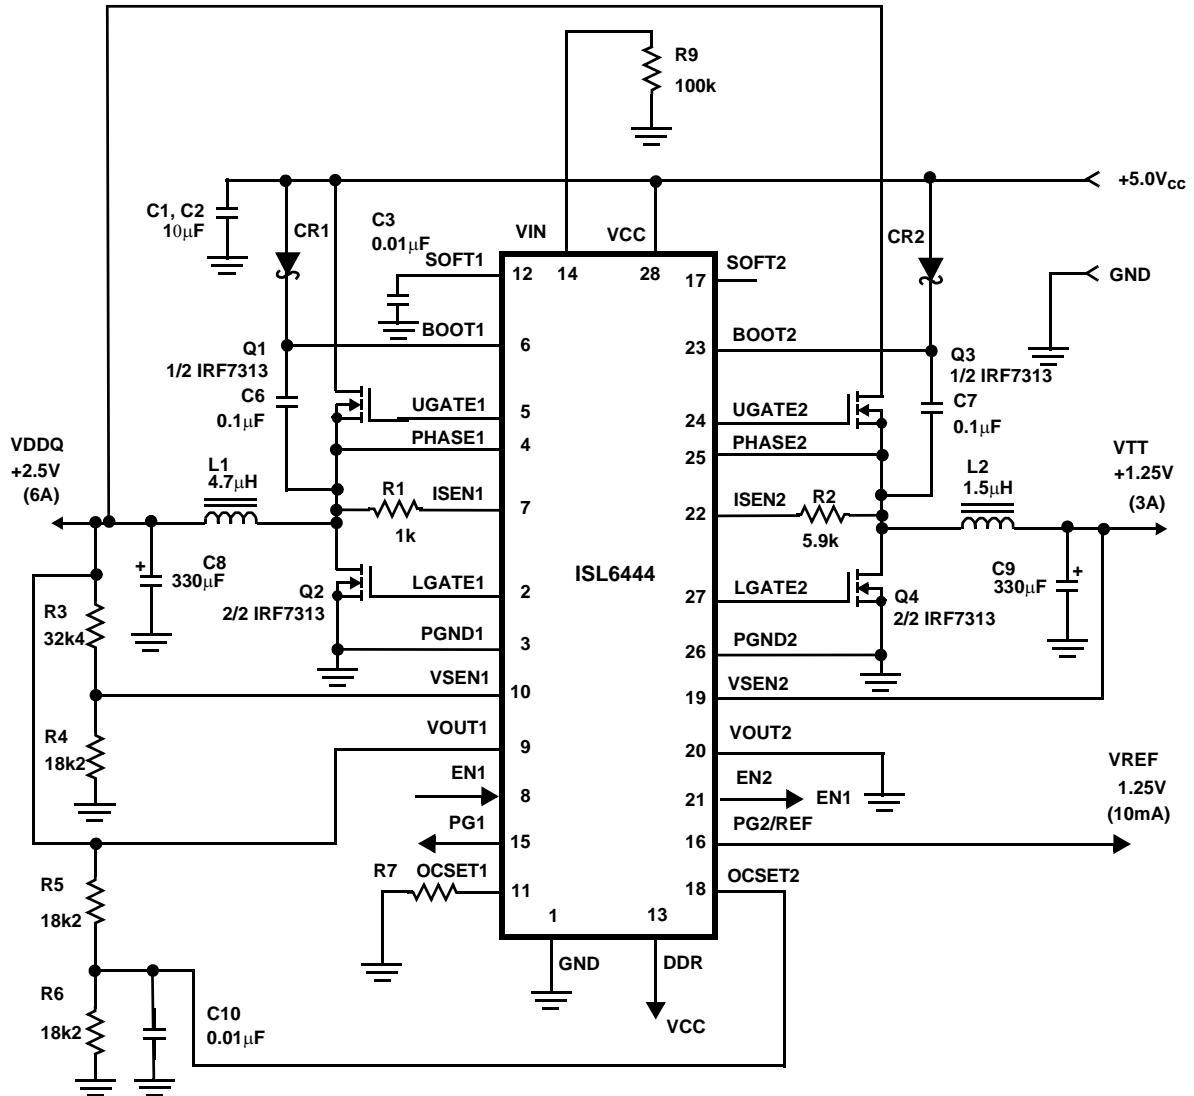 R9
100k
+5.0Vcc
C1, C2
10µF
CR1
C3
0.01µF
VIN
VCC
CR2
SOFT1
12
14
28
17
SOFT2
GND
BOOT1
6
23
BOOT2
Q1
1/2 IRF7313
Q3
1/2 IRF7313
C6
0.1µF
UGATE1
5
24
UGATE2
C7
0.1µF
PHASE1
4
25
PHASE2
VDDQ
+2.5V
(6A)
L1
4.7µH
R1
1k
ISEN1
7
22
ISEN2
R2
5.9k
L2
1.5µH
VTT
+1.25V
(3A)
ISL6444
C8
330µF
+
Q2
2/2 IRF7313
LGATE1
2
27
LGATE2
Q4
2/2 IRF7313
C9
330µF
+
R3
32k4
PGND1
3
26
PGND2
VSEN1
10
19
VSEN2
R4
18k2
VOUT1
9
20
VOUT2
EN1
8
21
EN2
EN1
VREF
1.25V
(10mA)
PG1
15
16
PG2/REF
R7
OCSET1
11
18
OCSET2
R5
18k2
1
13
GND
DDR
VCC
R6
18k2
C10
0.01µF